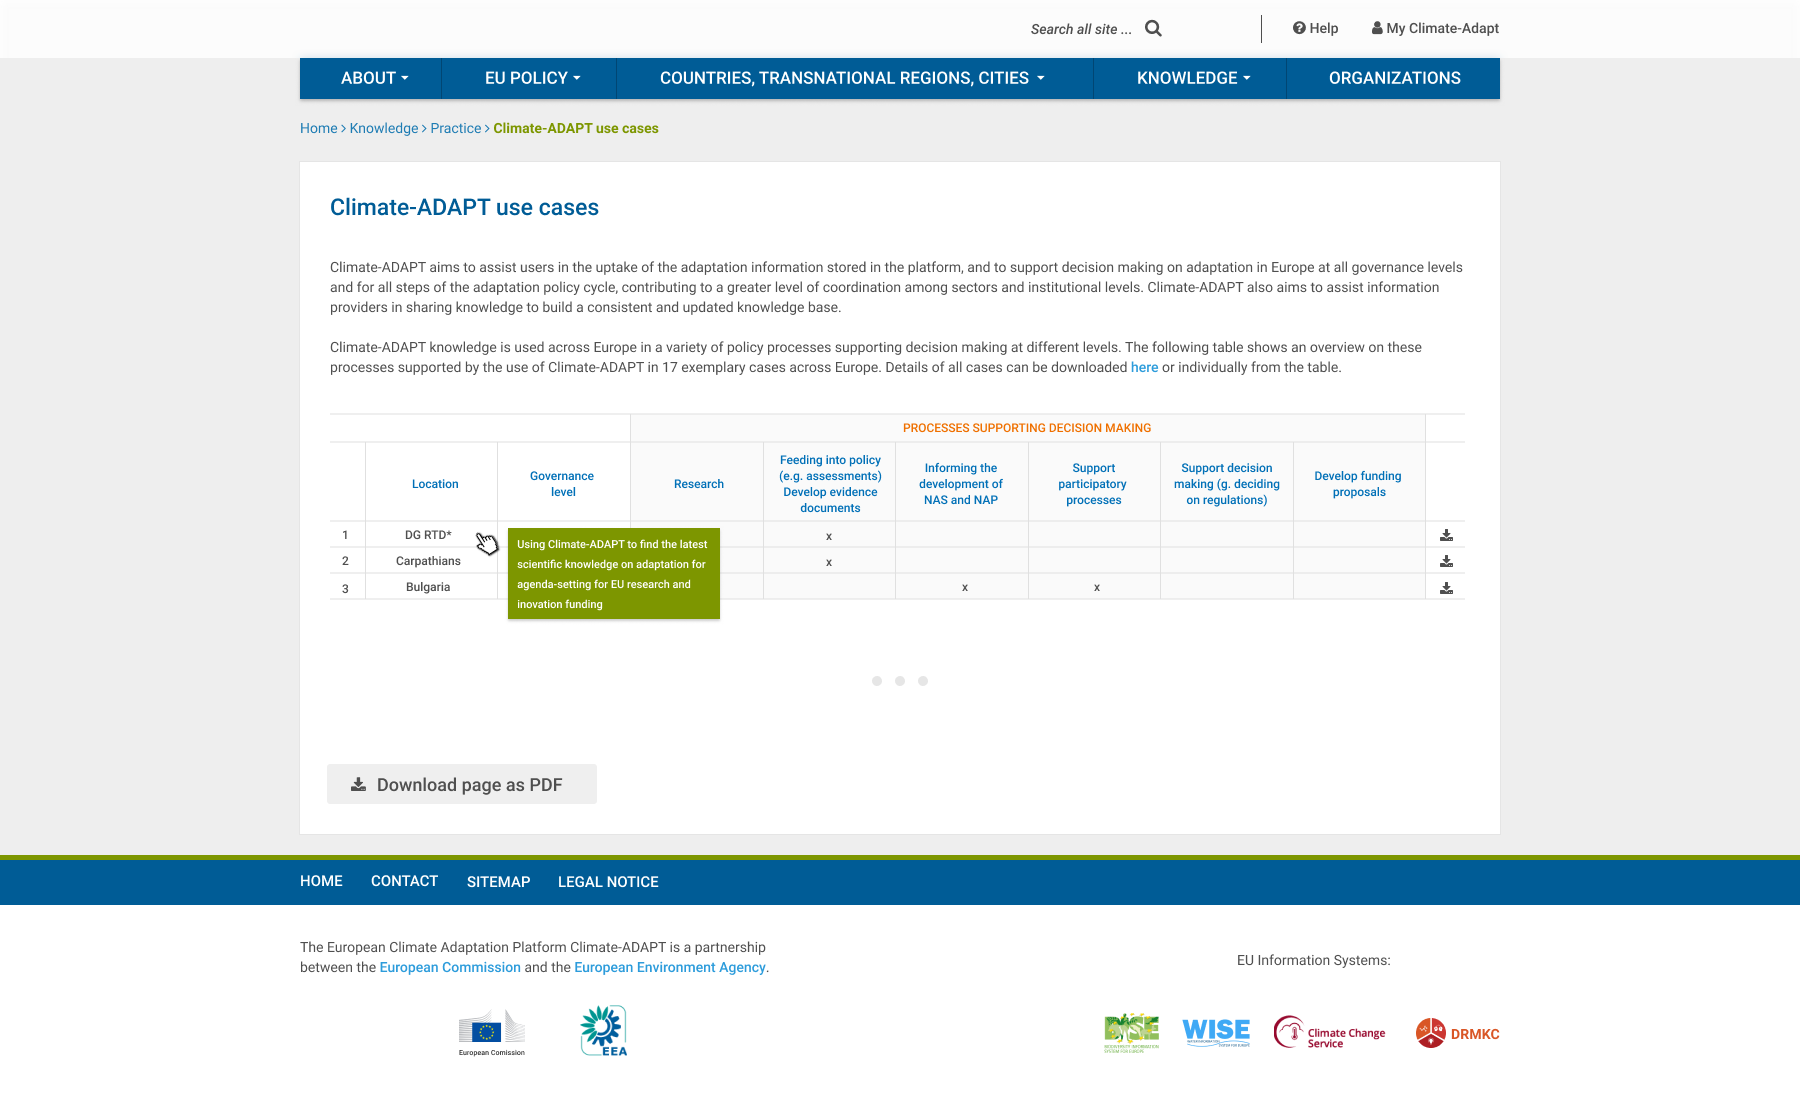 Search all site ...
Help
My Climate-Adapt
ABOUT
EU POLICY
COUNTRIES, TRANSNATIONAL REGIONS, CITIES
KNOWLEDGE
ORGANIZATIONS
Home > Knowledge > Practice > Climate-ADAPT use cases
Climate-ADAPT use cases
Climate-ADAPT aims to assist users in the uptake of the adaptation information stored in the platform, and to support decision making on adaptation in Europe at all governance levels
and for all steps of the adaptation policy cycle, contributing to a greater level of coordination among sectors and institutional levels. Climate-ADAPT also aims to assist information
providers in sharing knowledge to build a consistent and updated knowledge base.
Climate-ADAPT knowledge is used across Europe in a variety of policy processes supporting decision making at different levels. The following table shows an overview on these
processes supported by the use of Climate-ADAPT in 17 exemplary cases across Europe. Details of all cases can be downloaded here or individually from the table.
PROCESSES SUPPORTING DECISION MAKING
Location
Governance
level
Research
Feeding into policy
(e.g. assessments)
Develop evidence
documents
Informing the
development of
NAS and NAP
Support
participatory
processes
Support decision
making (g. deciding
on regulations)
Develop funding
proposals
1 DG RTD* x
2 Carpathians x
3 Bulgaria x x
Using Climate-ADAPT to find the latest
scientific knowledge on adaptation for
agenda-setting for EU research and
inovation funding
Download page as PDF
HOME
CONTACT
SITEMAP
LEGAL NOTICE
The European Climate Adaptation Platform Climate-ADAPT is a partnership
between the European Commission and the European Environment Agency.
EU Information Systems:
European Comission
EEA
BISE
BIODIVERSITY INFORMATION
SYSTEM FOR EUROPE
WISE
Climate Change
Service
DRMKC